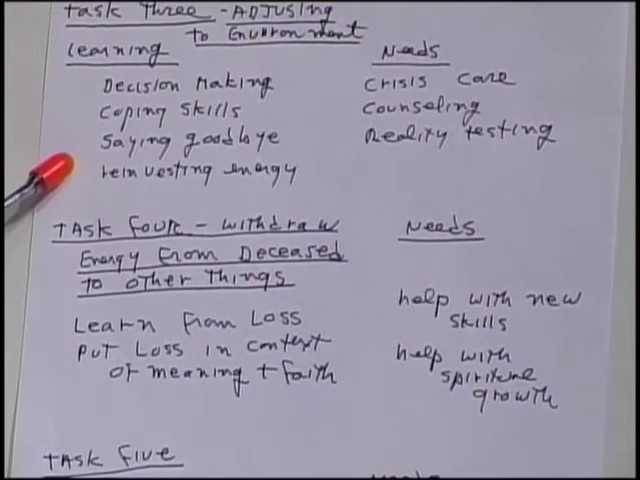 Task Three - ADJUSING
to Environment
Learning Needs
Decision Making Crisis Care
Coping Skills Counseling
Saying goodbye Reality testing
reinvesting energy
TASK FOUR - Withdraw Needs
Energy From Deceased
To other Things
help with new
Learn from Loss skills
Put Loss in context help with
of meaning + faith spiritual
growth
TASK FIVE
Needs